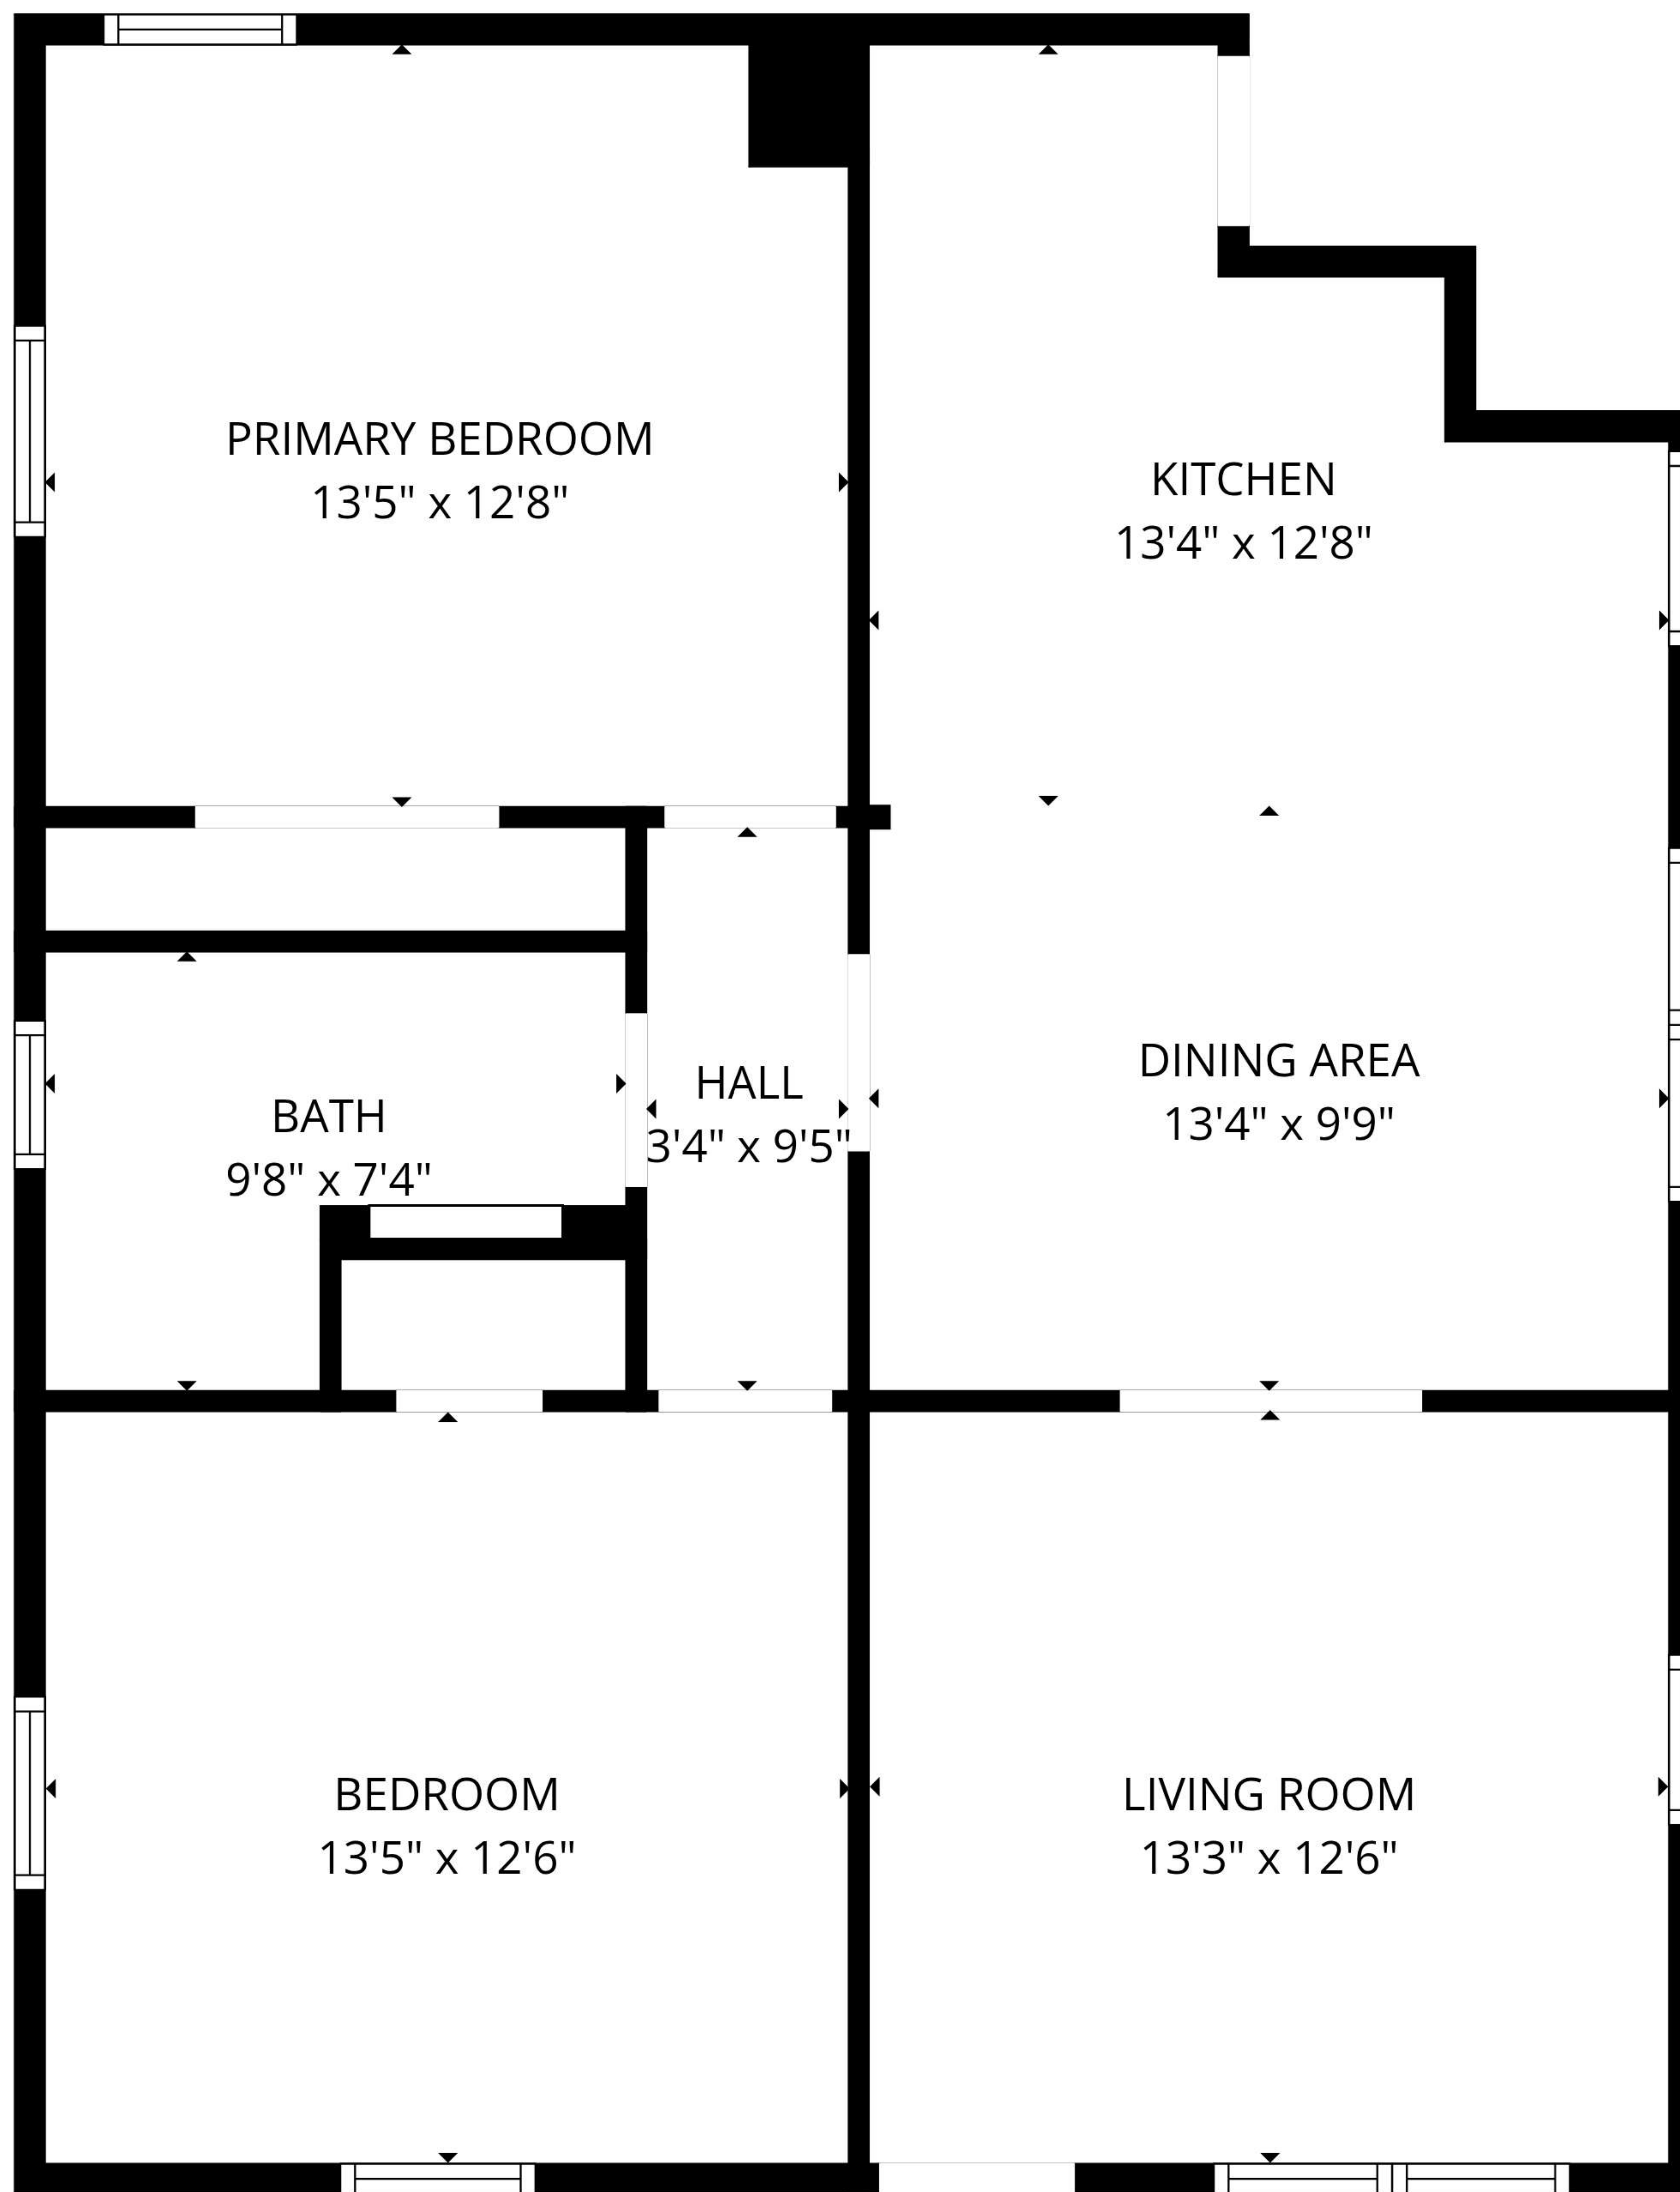 PRIMARY BEDROOM
13'5" x 12'8"
KITCHEN
13'4" x 12'8"
BATH
9'8" x 7'4"
HALL
3'4" x 9'5"
DINING AREA
13'4" x 9'9"
BEDROOM
13'5" x 12'6"
LIVING ROOM
13'3" x 12'6"